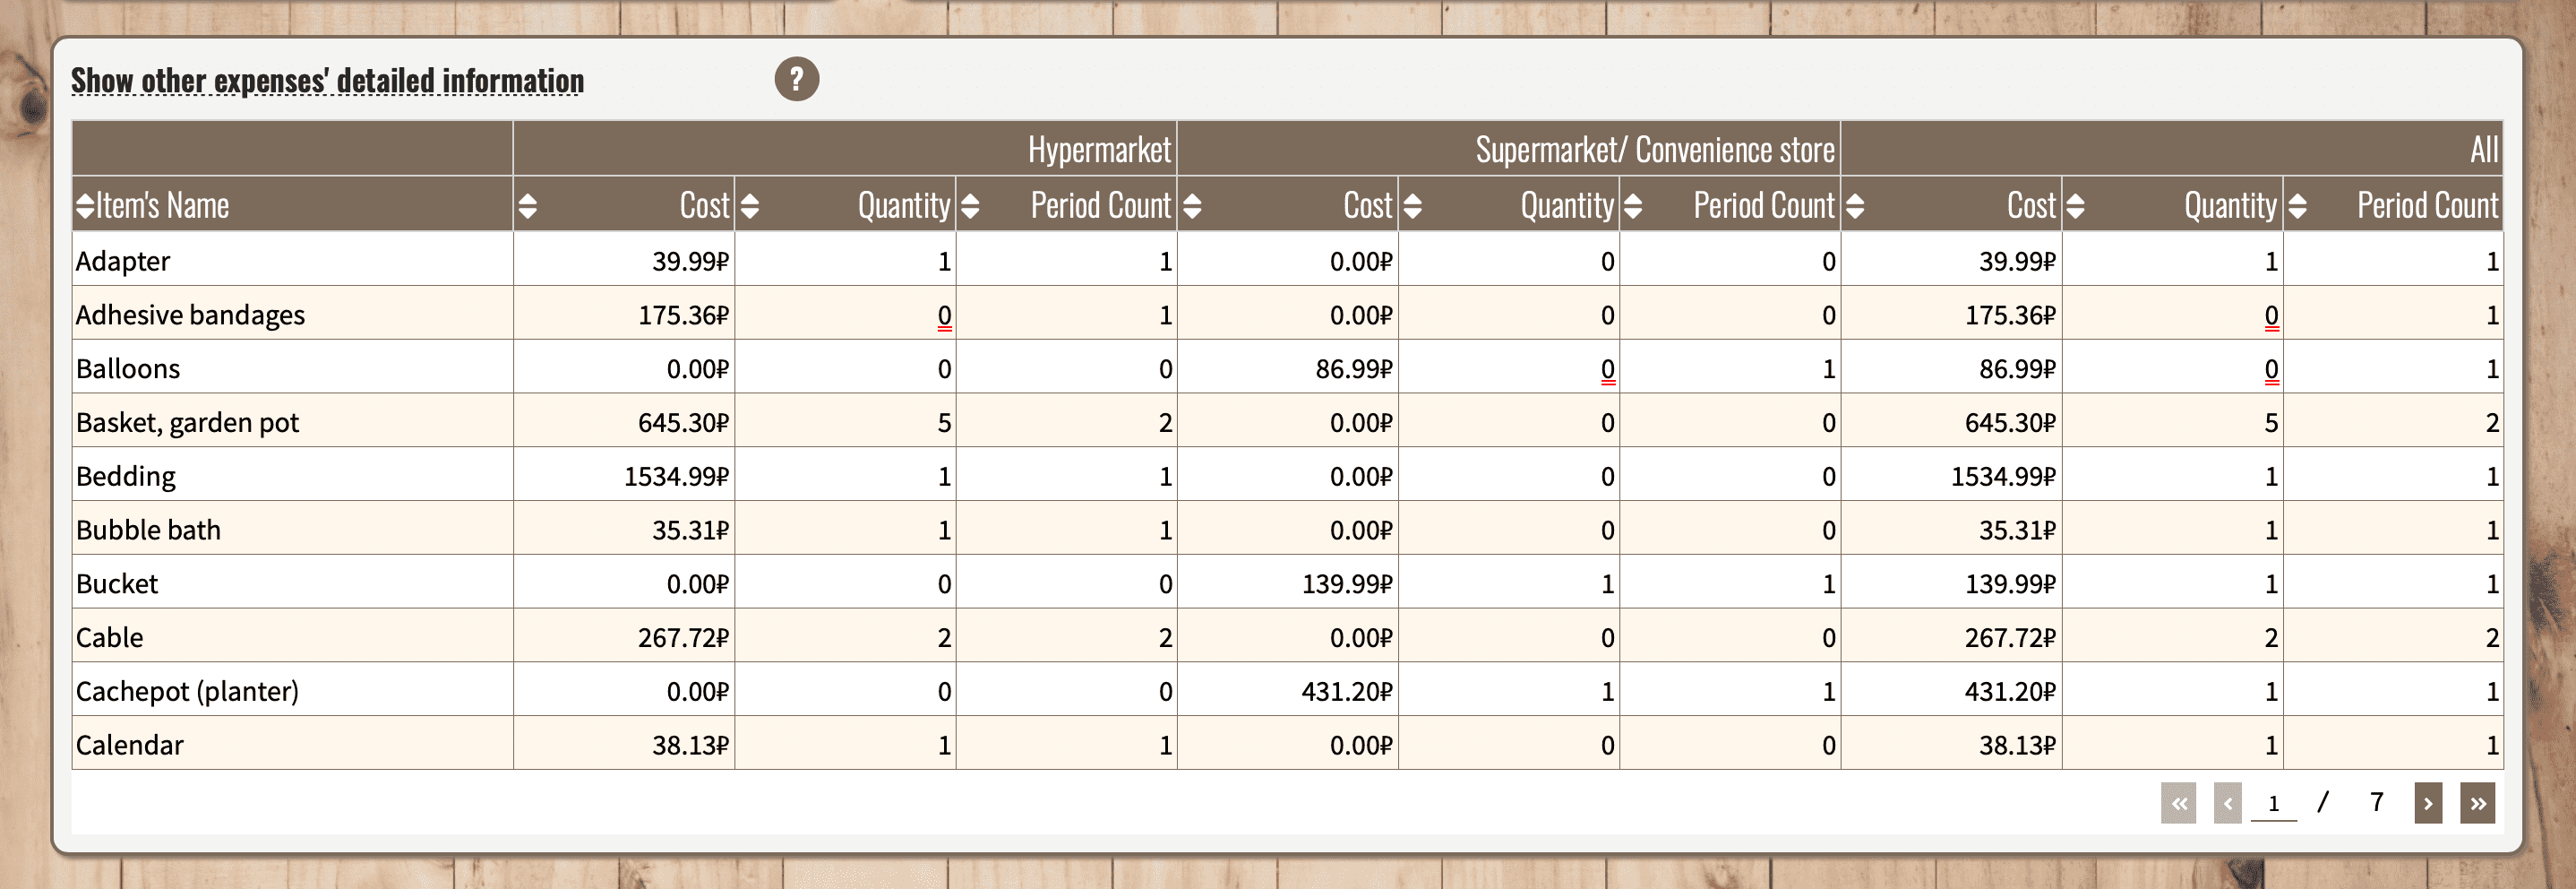 Show other expenses' detailed information ?
Hypermarket Supermarket/ Convenience store All
Item's Name Cost Quantity Period Count Cost Quantity Period Count Cost Quantity Period Count
Adapter 39.99₽ 1 1 0.00₽ 0 0 39.99₽ 1 1
Adhesive bandages 175.36₽ 0 1 0.00₽ 0 0 175.36₽ 0 1
Balloons 0.00₽ 0 0 86.99₽ 0 1 86.99₽ 0 1
Basket, garden pot 645.30₽ 5 2 0.00₽ 0 0 645.30₽ 5 2
Bedding 1534.99₽ 1 1 0.00₽ 0 0 1534.99₽ 1 1
Bubble bath 35.31₽ 1 1 0.00₽ 0 0 35.31₽ 1 1
Bucket 0.00₽ 0 0 139.99₽ 1 1 139.99₽ 1 1
Cable 267.72₽ 2 2 0.00₽ 0 0 267.72₽ 2 2
Cachepot (planter) 0.00₽ 0 0 431.20₽ 1 1 431.20₽ 1 1
Calendar 38.13₽ 1 1 0.00₽ 0 0 38.13₽ 1 1
« ‹ 1 / 7 › »